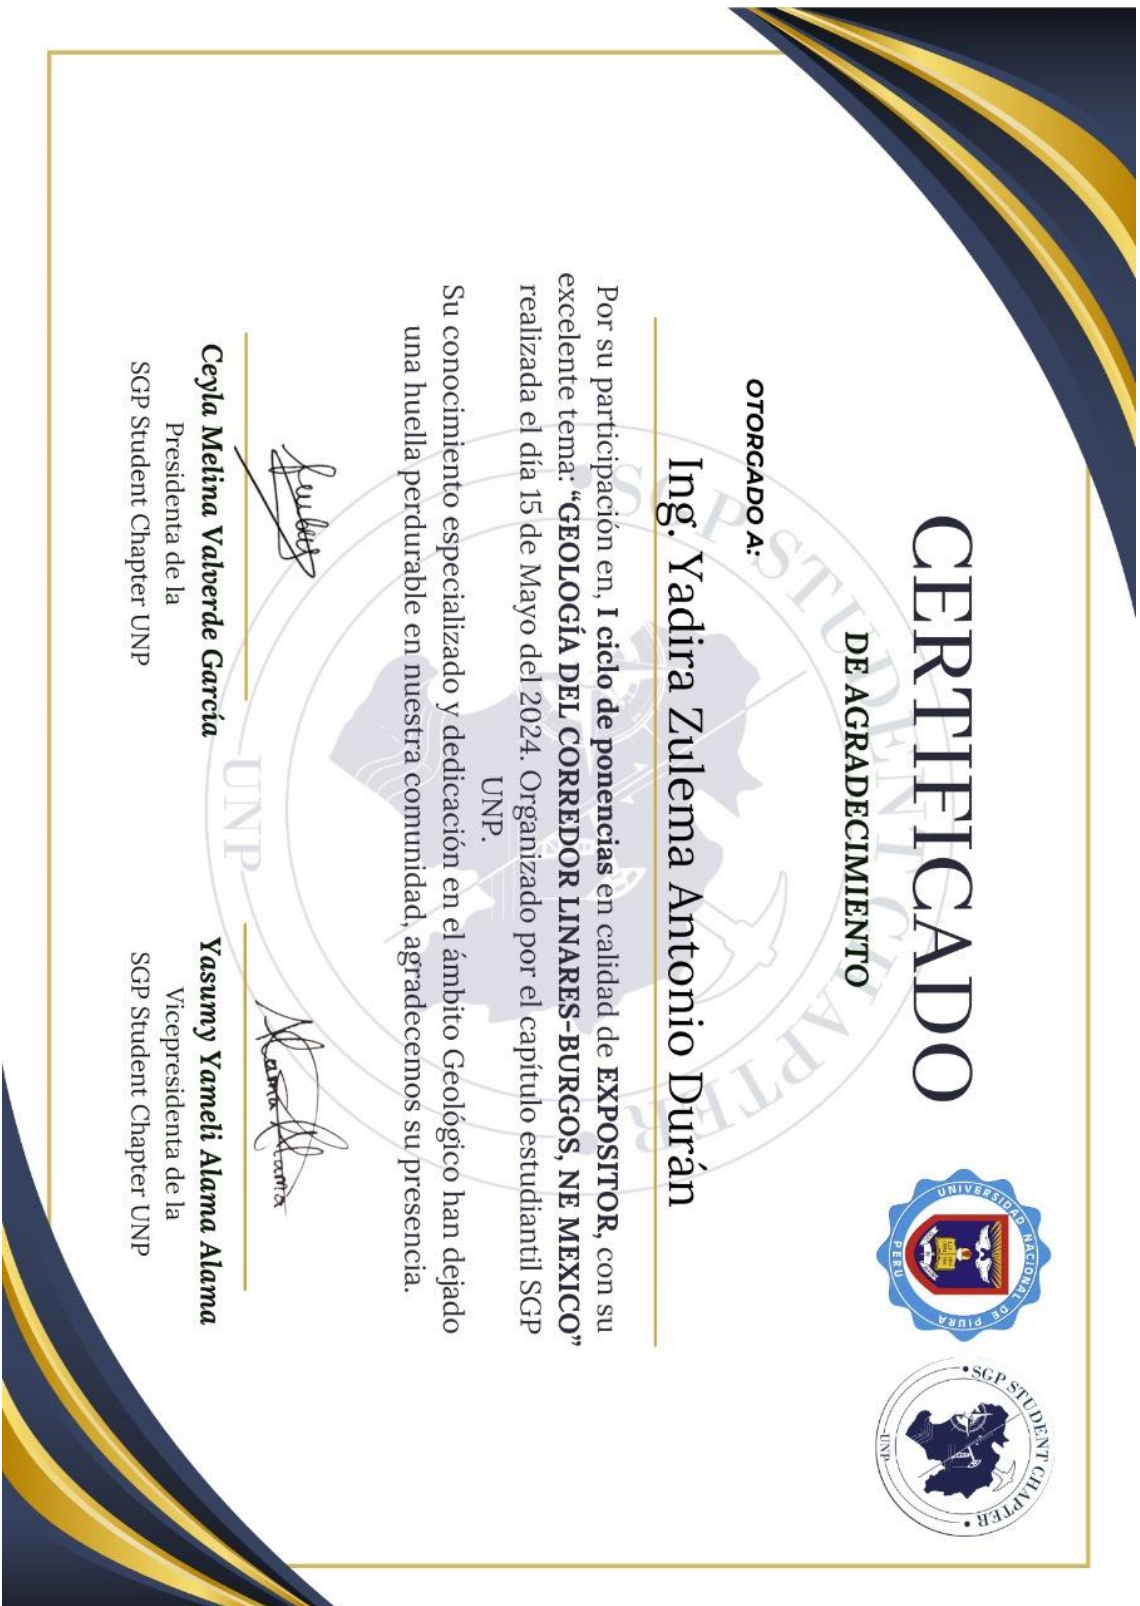 CERTIFICADO
DE AGRADECIMIENTO
UNIVERSIDAD NACIONAL DE PIURA
PERU
SGP STUDENT CHAPTER
UNP
OTORGADO A:
Ing. Yadira Zulema Antonio Durán
Por su participación en, I ciclo de ponencias en calidad de EXPOSITOR, con su
excelente tema: “GEOLOGÍA DEL CORREDOR LINARES-BURGOS, NE MEXICO”
realizada el día 15 de Mayo del 2024. Organizado por el capítulo estudiantil SGP
UNP.
Su conocimiento especializado y dedicación en el ámbito Geológico han dejado
una huella perdurable en nuestra comunidad, agradecemos su presencia.
SGP STUDENT CHAPTER
UNP
Ceyla Melina Valverde García
Presidenta de la
SGP Student Chapter UNP
Yasumy Yameli Alama Alama
Vicepresidenta de la
SGP Student Chapter UNP